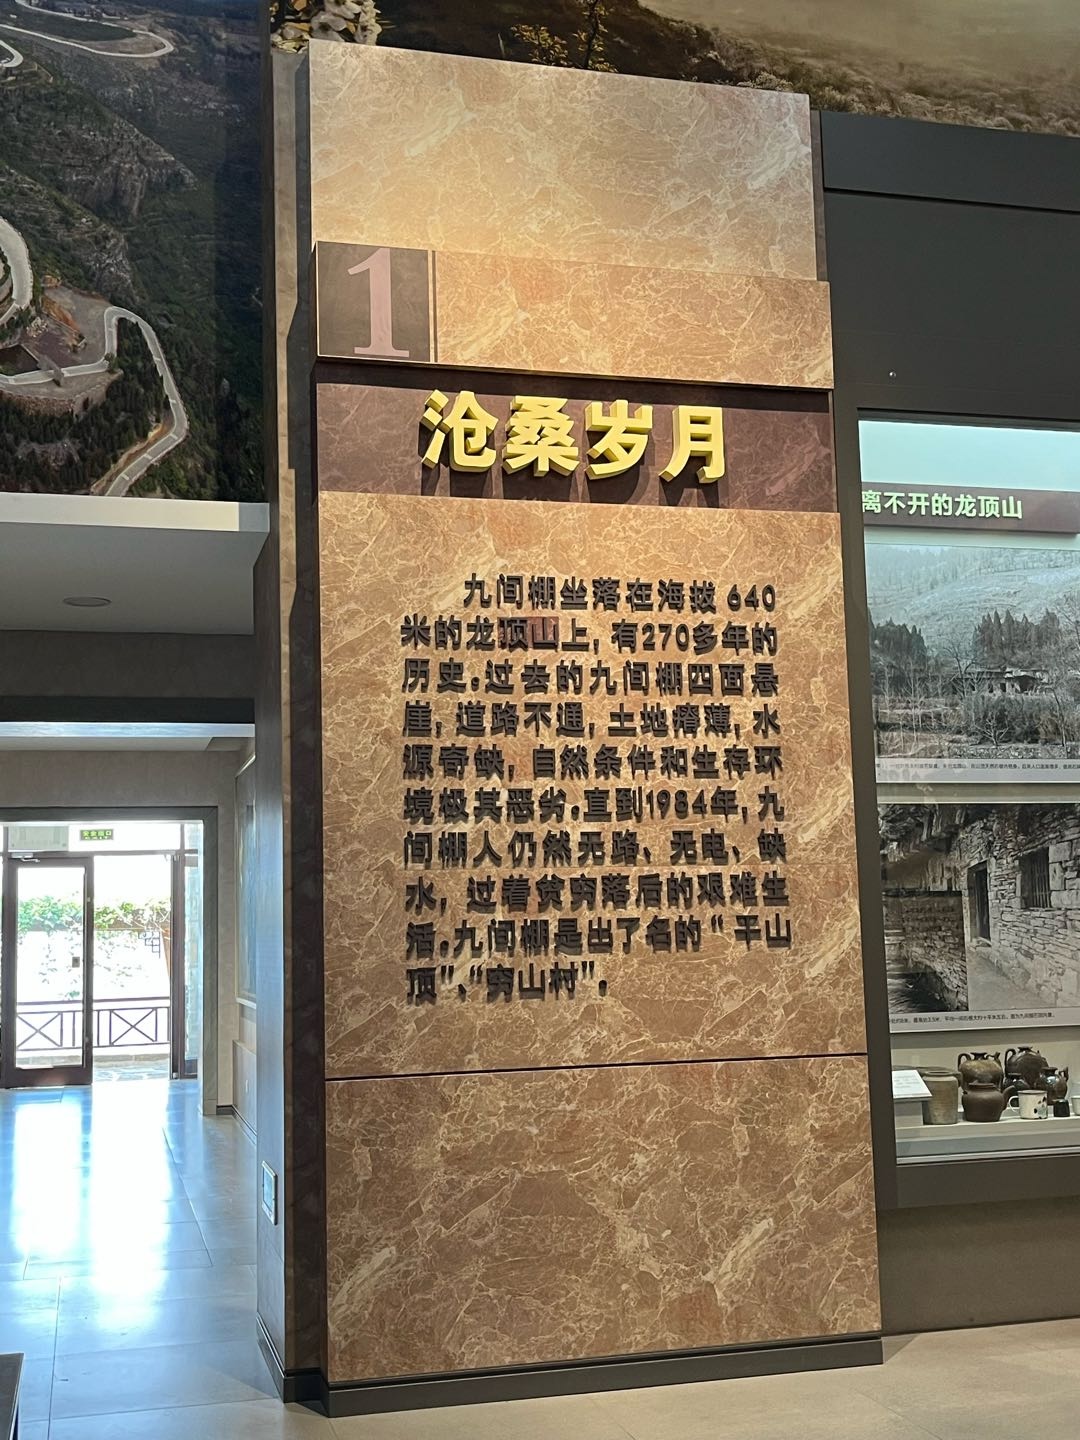 1
沧桑岁月
九间棚坐落在海拔 640
米的龙顶山上，有270多年的
历史。过去的九间棚四面悬
崖，道路不通，土地瘠薄，水
源奇缺，自然条件和生存环
境极其恶劣。直到1984年，九
间棚人仍然无路、无电、缺
水，过着贫穷落后的艰难生
活。九间棚是出了名的“干山
顶”、“穷山村”。
离不开的龙顶山
安全出口